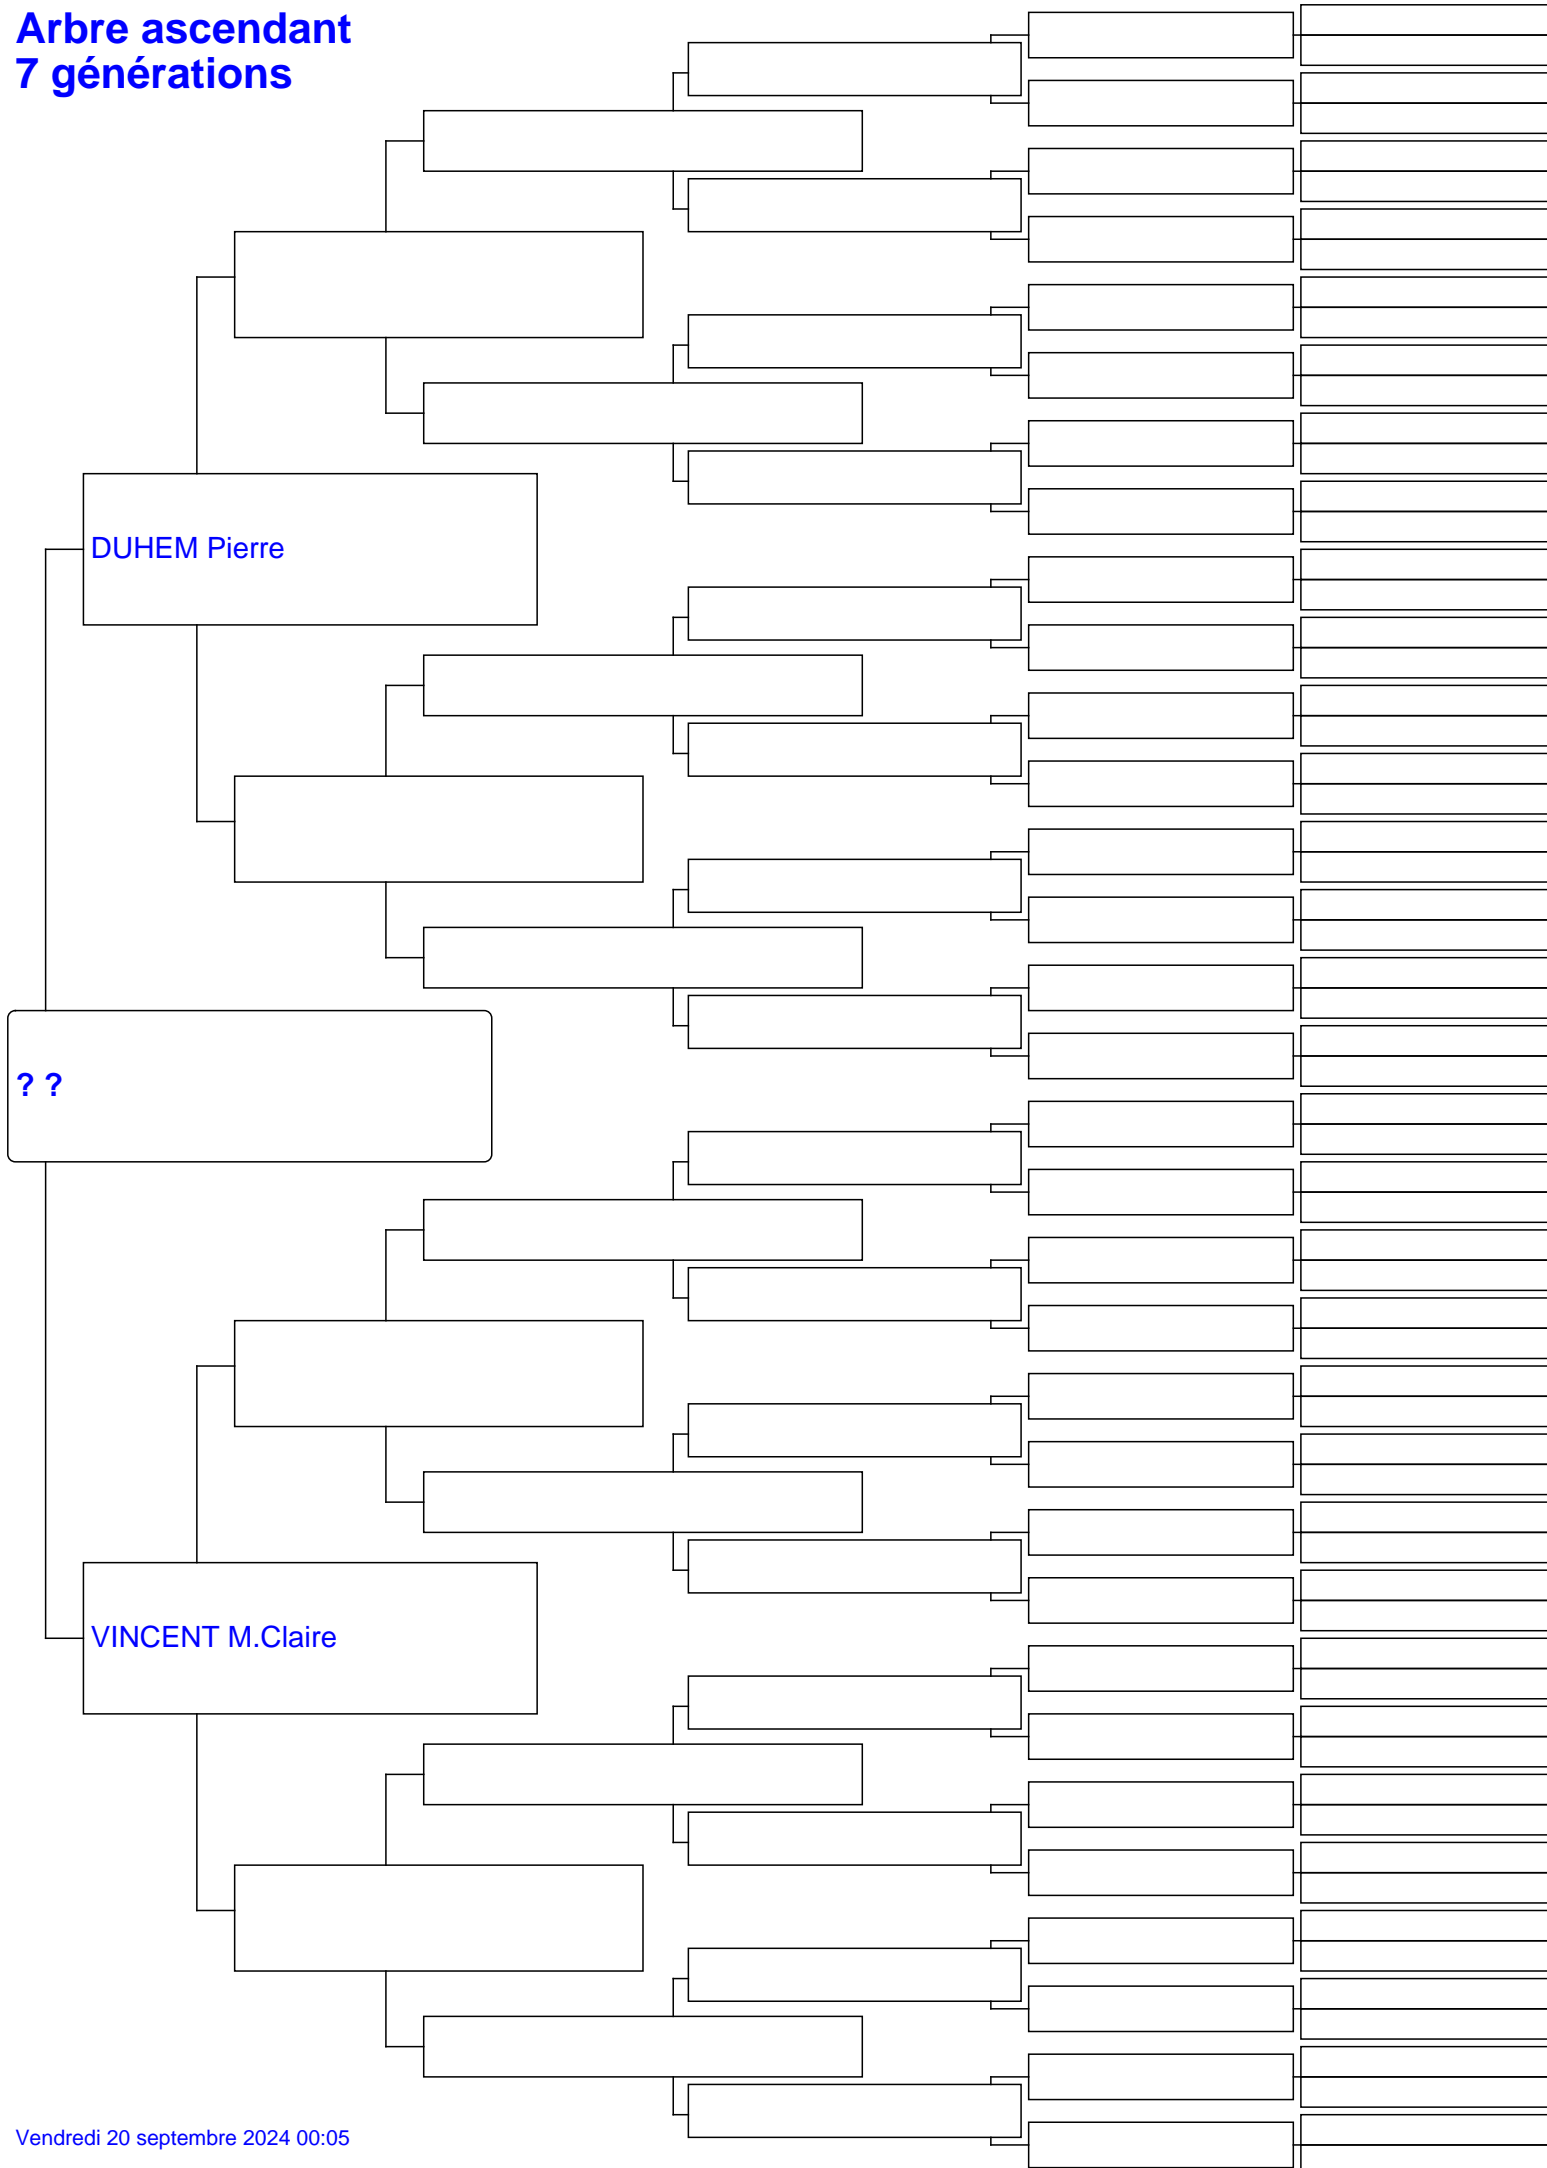 Arbre ascendant
7 générations
DUHEM Pierre
? ?
VINCENT M.Claire
Vendredi 20 septembre 2024 00:05